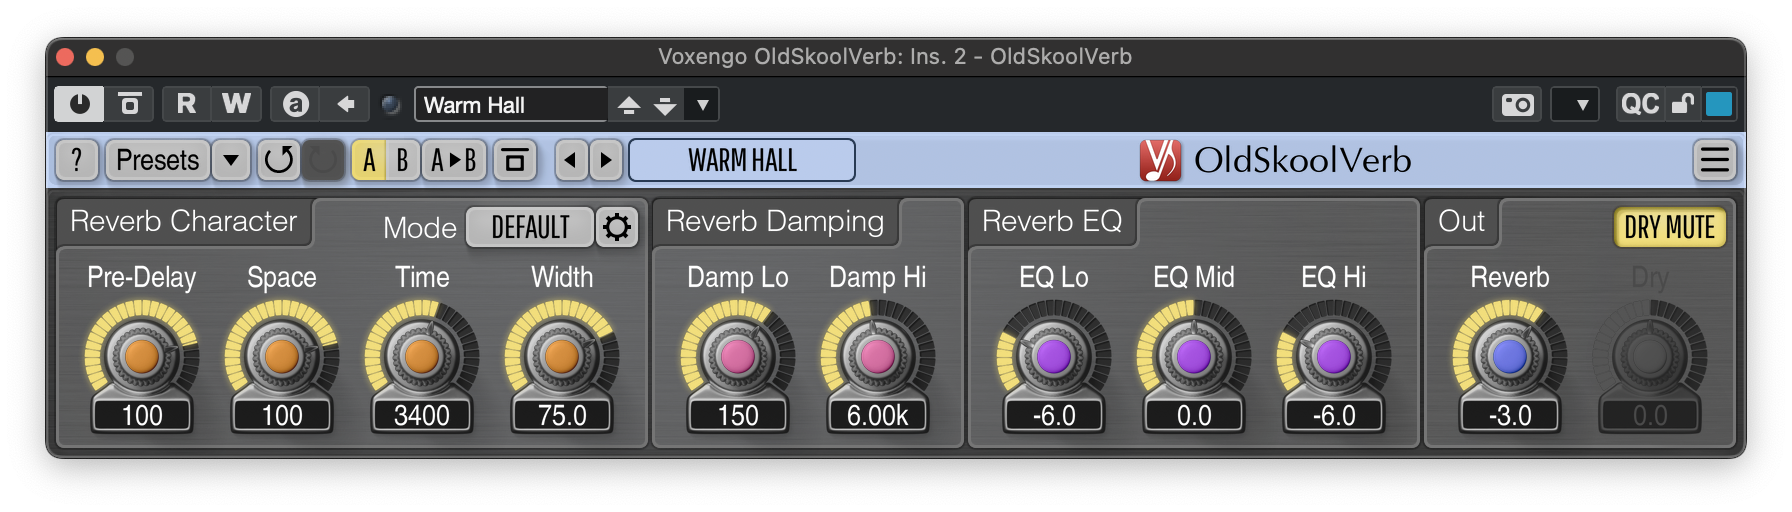 Voxengo OldSkoolVerb: Ins. 2 - OldSkoolVerb
R W a Warm Hall QC
? Presets A B A▸B WARM HALL OldSkoolVerb
Reverb Character Mode DEFAULT Reverb Damping Reverb EQ Out DRY MUTE
Pre-Delay Space Time Width Damp Lo Damp Hi EQ Lo EQ Mid EQ Hi Reverb Dry
100 100 3400 75.0 150 6.00k -6.0 0.0 -6.0 -3.0 0.0